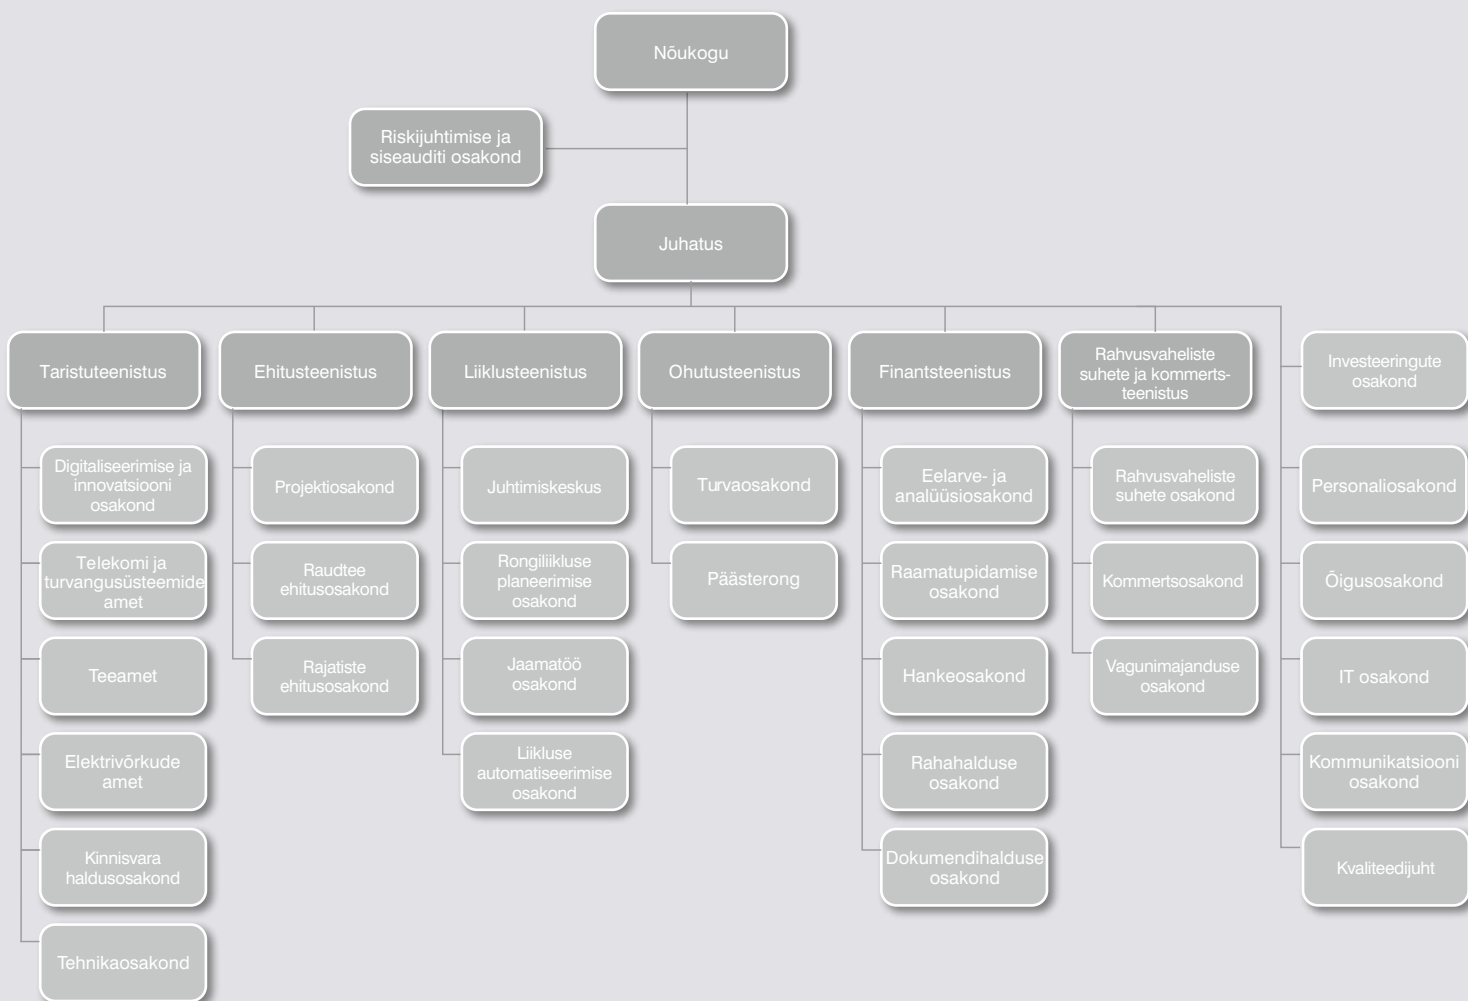 Nõukogu
Riskijuhtimise ja
siseauditi osakond
Juhatus
Taristuteenistus
Digitaliseerimise ja
innovatsiooni
osakond
Telekomi ja
turvangusüsteemide
amet
Teeamet
Elektrivõrkude
amet
Kinnisvara
haldusosakond
Tehnikaosakond
Ehitusteenistus
Projektiosakond
Raudtee
ehitusosakond
Rajatiste
ehitusosakond
Liiklusteenistus
Juhtimiskeskus
Rongiliikluse
planeerimise
osakond
Jaamatöö
osakond
Liikluse
automatiseerimise
osakond
Ohutusteenistus
Turvaosakond
Päästerong
Finantsteenistus
Eelarve- ja
analüüsiosakond
Raamatupidamise
osakond
Hankeosakond
Rahahalduse
osakond
Dokumendihalduse
osakond
Rahvusvaheliste
suhete ja kommerts-
teenistus
Rahvusvaheliste
suhete osakond
Kommertsosakond
Vagunimajanduse
osakond
Investeeringute
osakond
Personaliosakond
Õigusosakond
IT osakond
Kommunikatsiooni
osakond
Kvaliteedijuht